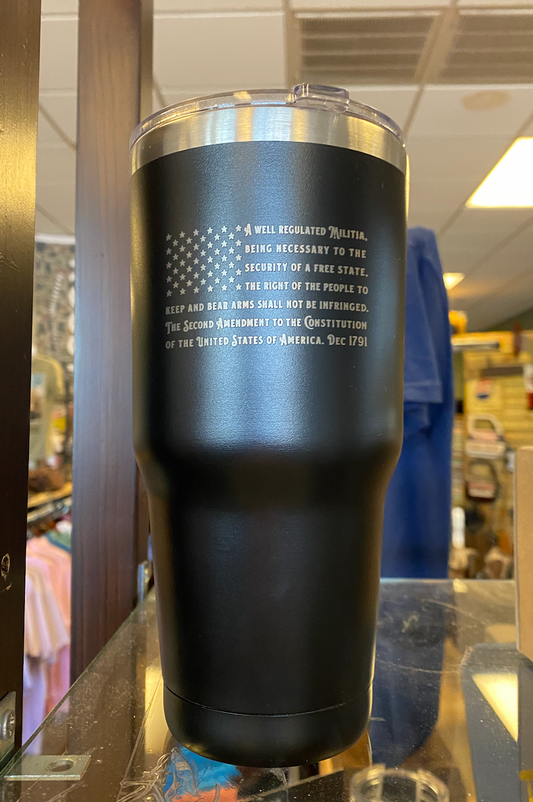 A well regulated Militia,
being necessary to the
security of a free state,
the right of the people to
keep and bear arms shall not be infringed.
The Second Amendment to the Constitution
of the United States of America. Dec 1791